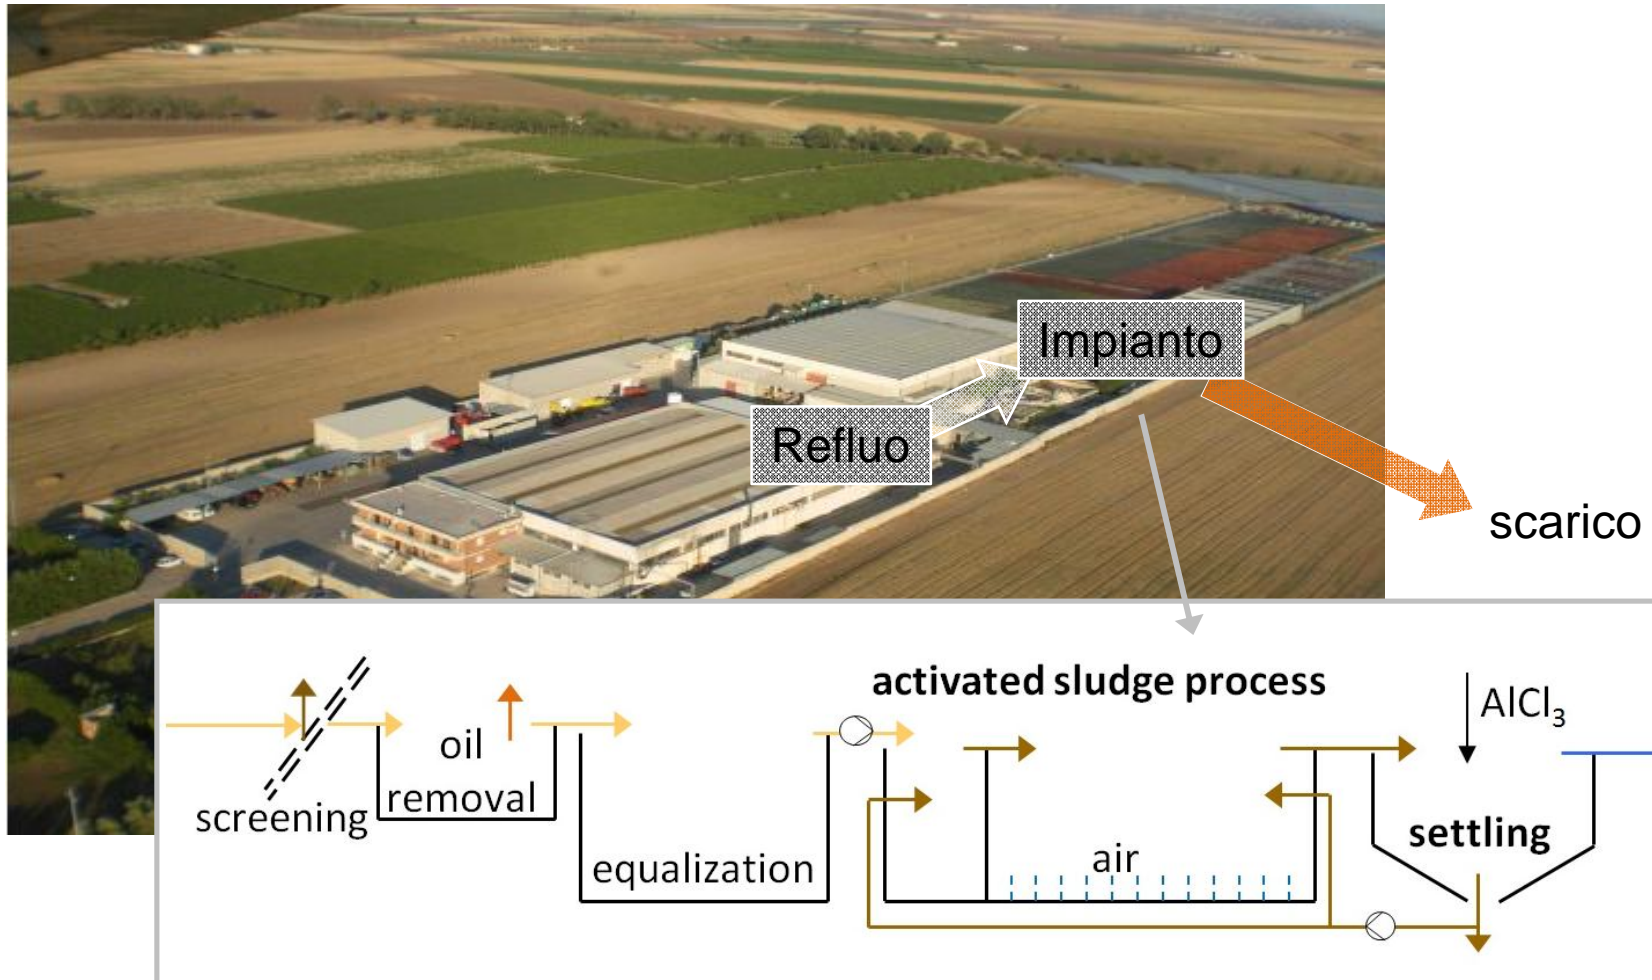 Impianto
Refluo
scarico
activated sludge process
AlCl₃
oil
removal
screening
settling
air
equalization